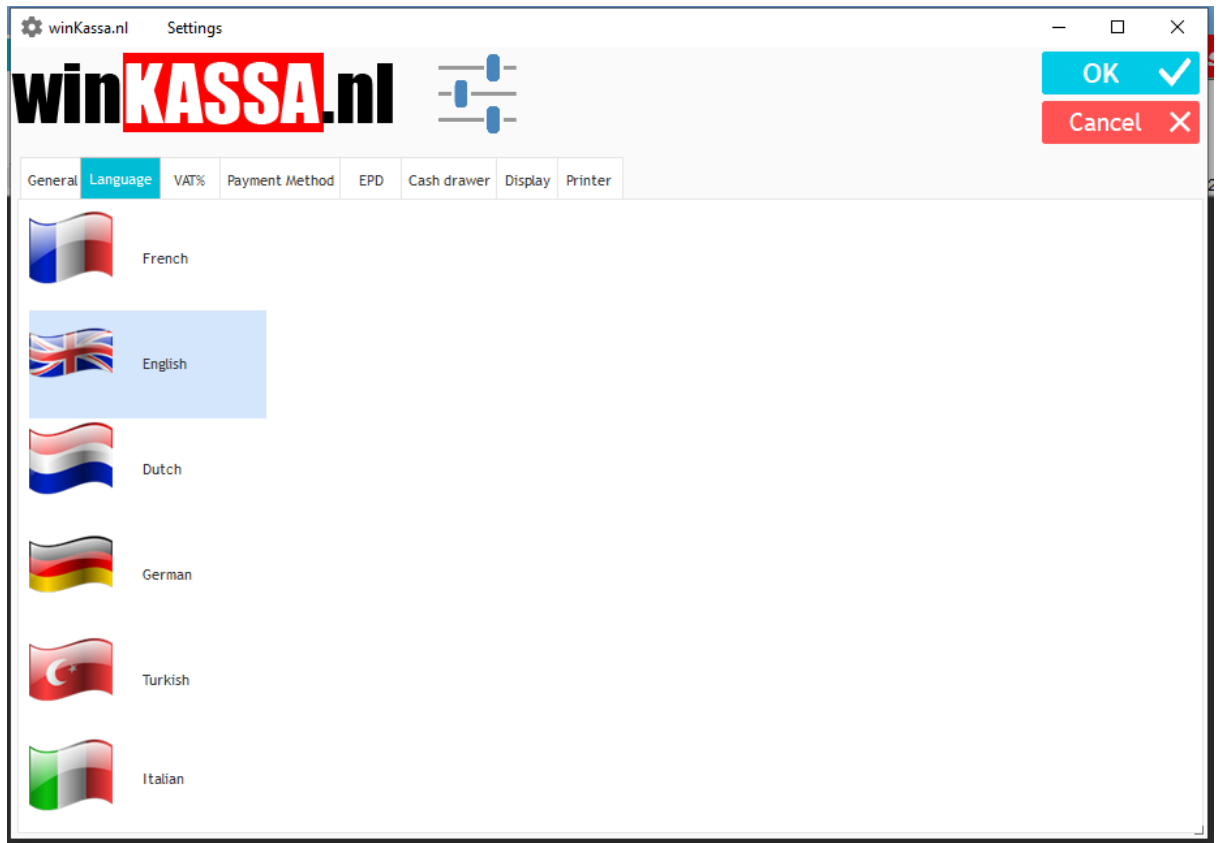 winKassa.nl Settings
winKASSA.nl
OK
Cancel
General Language VAT% Payment Method EPD Cash drawer Display Printer
French
English
Dutch
German
Turkish
Italian